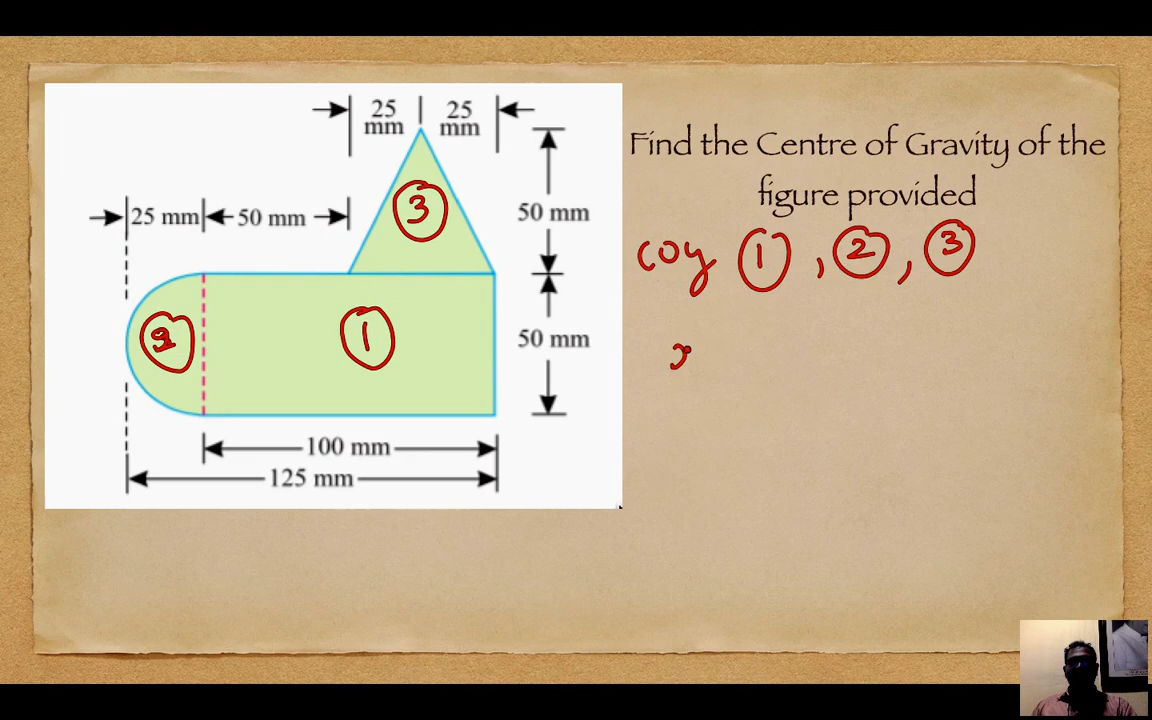 25 mm 25 mm
Find the Centre of Gravity of the
figure provided
3
25 mm 50 mm
50 mm
cog 1 , 2 , 3
2 1
50 mm
x
100 mm
125 mm